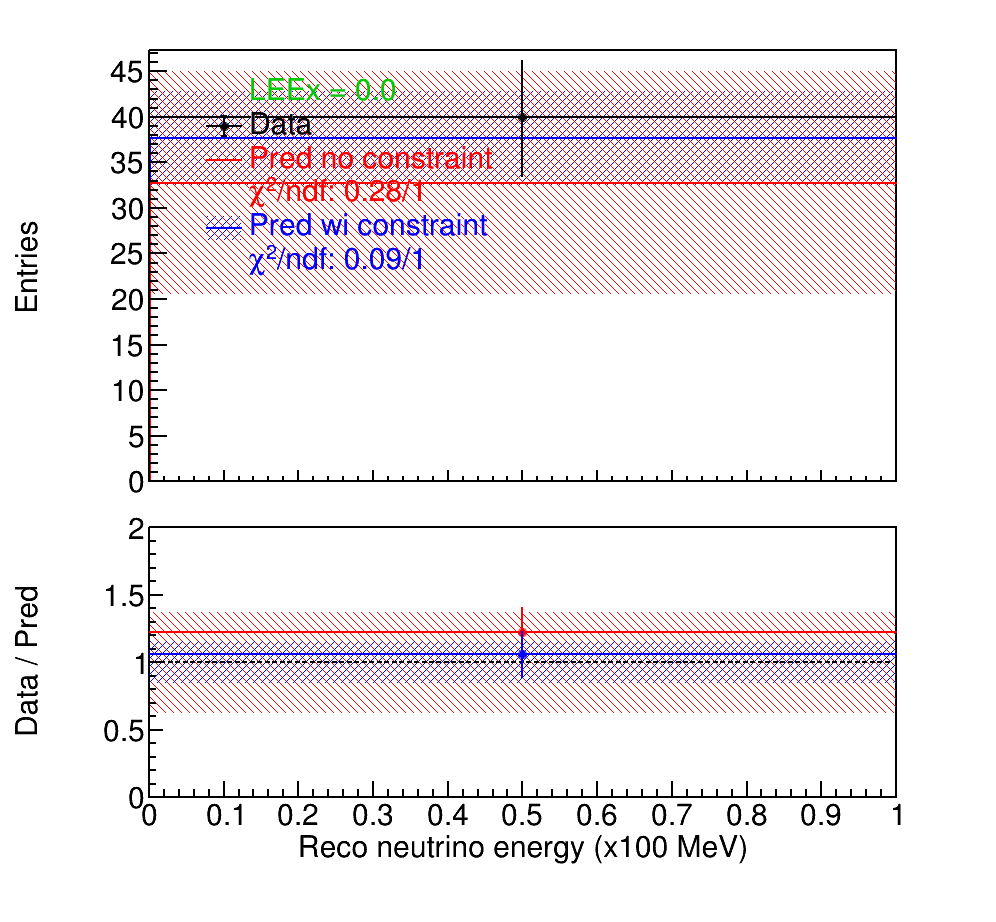 45
40
35
30
25
20
15
10
5
0
Entries
LEEx = 0.0
Data
Pred no constraint
χ²/ndf: 0.28/1
Pred wi constraint
χ²/ndf: 0.09/1
2
1.5
1
0.5
0
Data / Pred
0 0.1 0.2 0.3 0.4 0.5 0.6 0.7 0.8 0.9 1
Reco neutrino energy (x100 MeV)